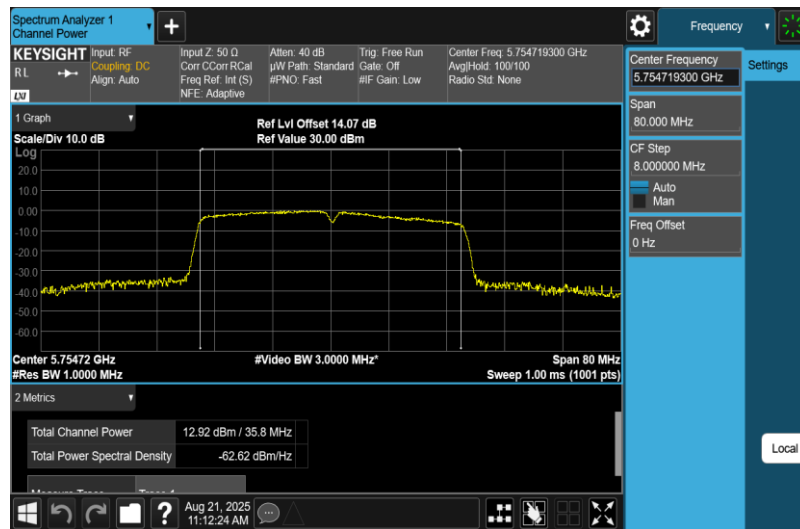 Spectrum Analyzer 1
Channel Power
+
Frequency
KEYSIGHT
RL
LXI
Input: RF
Coupling: DC
Align: Auto
Input Z: 50 Ω
Corr CCorr RCal
Freq Ref: Int (S)
NFE: Adaptive
Atten: 40 dB
µW Path: Standard
#PNO: Fast
Trig: Free Run
Gate: Off
#IF Gain: Low
Center Freq: 5.754719300 GHz
Avg|Hold: 100/100
Radio Std: None
Center Frequency
5.754719300 GHz
Settings
Span
80.000 MHz
CF Step
8.000000 MHz
Auto
Man
Freq Offset
0 Hz
Local
1 Graph
Scale/Div 10.0 dB
Ref Lvl Offset 14.07 dB
Ref Value 30.00 dBm
Log
20.0
10.0
0.00
-10.0
-20.0
-30.0
-40.0
-50.0
-60.0
Center 5.75472 GHz
#Video BW 3.0000 MHz*
Span 80 MHz
#Res BW 1.0000 MHz
Sweep 1.00 ms (1001 pts)
2 Metrics
Total Channel Power 12.92 dBm / 35.8 MHz
Total Power Spectral Density -62.62 dBm/Hz
?
Aug 21, 2025
11:12:24 AM